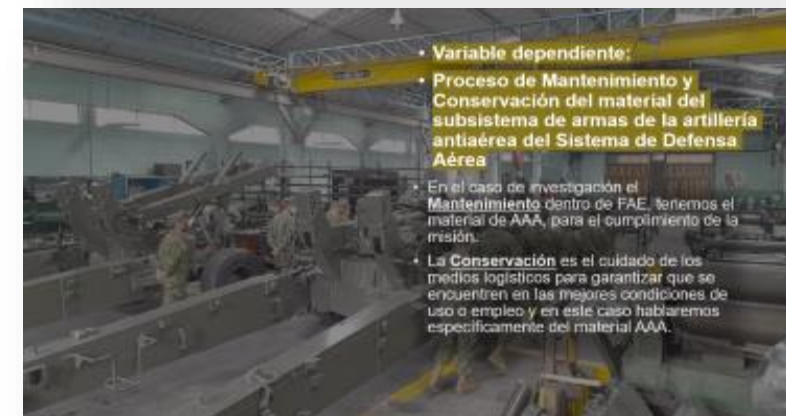 • Variable dependiente:
• Proceso de Mantenimiento y
Conservación del material del
subsistema de armas de la artillería
antiaérea del Sistema de Defensa
Aérea
• En el caso de investigación el
Mantenimiento dentro de FAE, tenemos el
material de AAA, para el cumplimiento de la
misión.
• La Conservación es el cuidado de los
medios logísticos para garantizar que se
encuentren en las mejores condiciones de
uso o empleo y en este caso hablaremos
específicamente del material AAA.